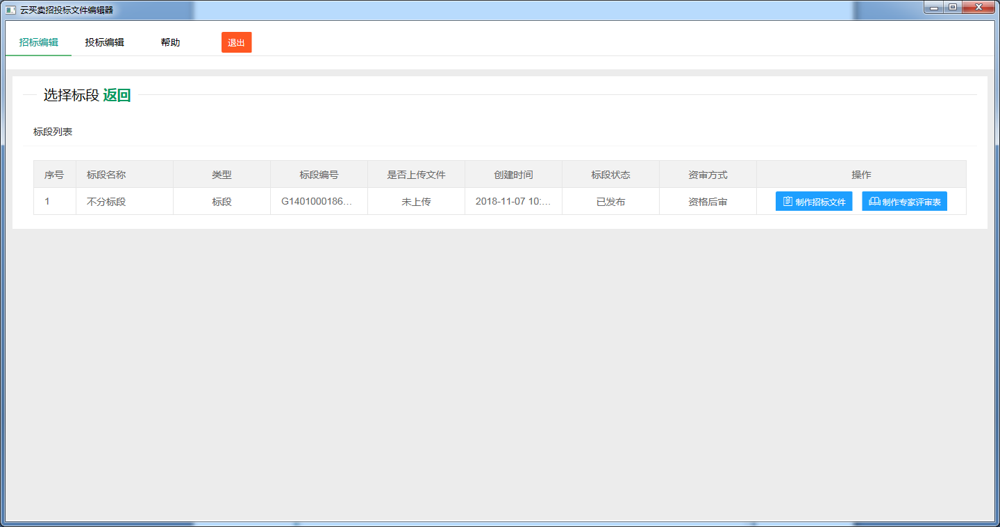 云买卖招投标文件编辑器
招标编辑 投标编辑 帮助 退出
选择标段 返回
标段列表
序号 标段名称 类型 标段编号 是否上传文件 创建时间 标段状态 资审方式 操作
1 不分标段 标段 G1401000186... 未上传 2018-11-07 10:... 已发布 资格后审 制作招标文件 制作专家评审表